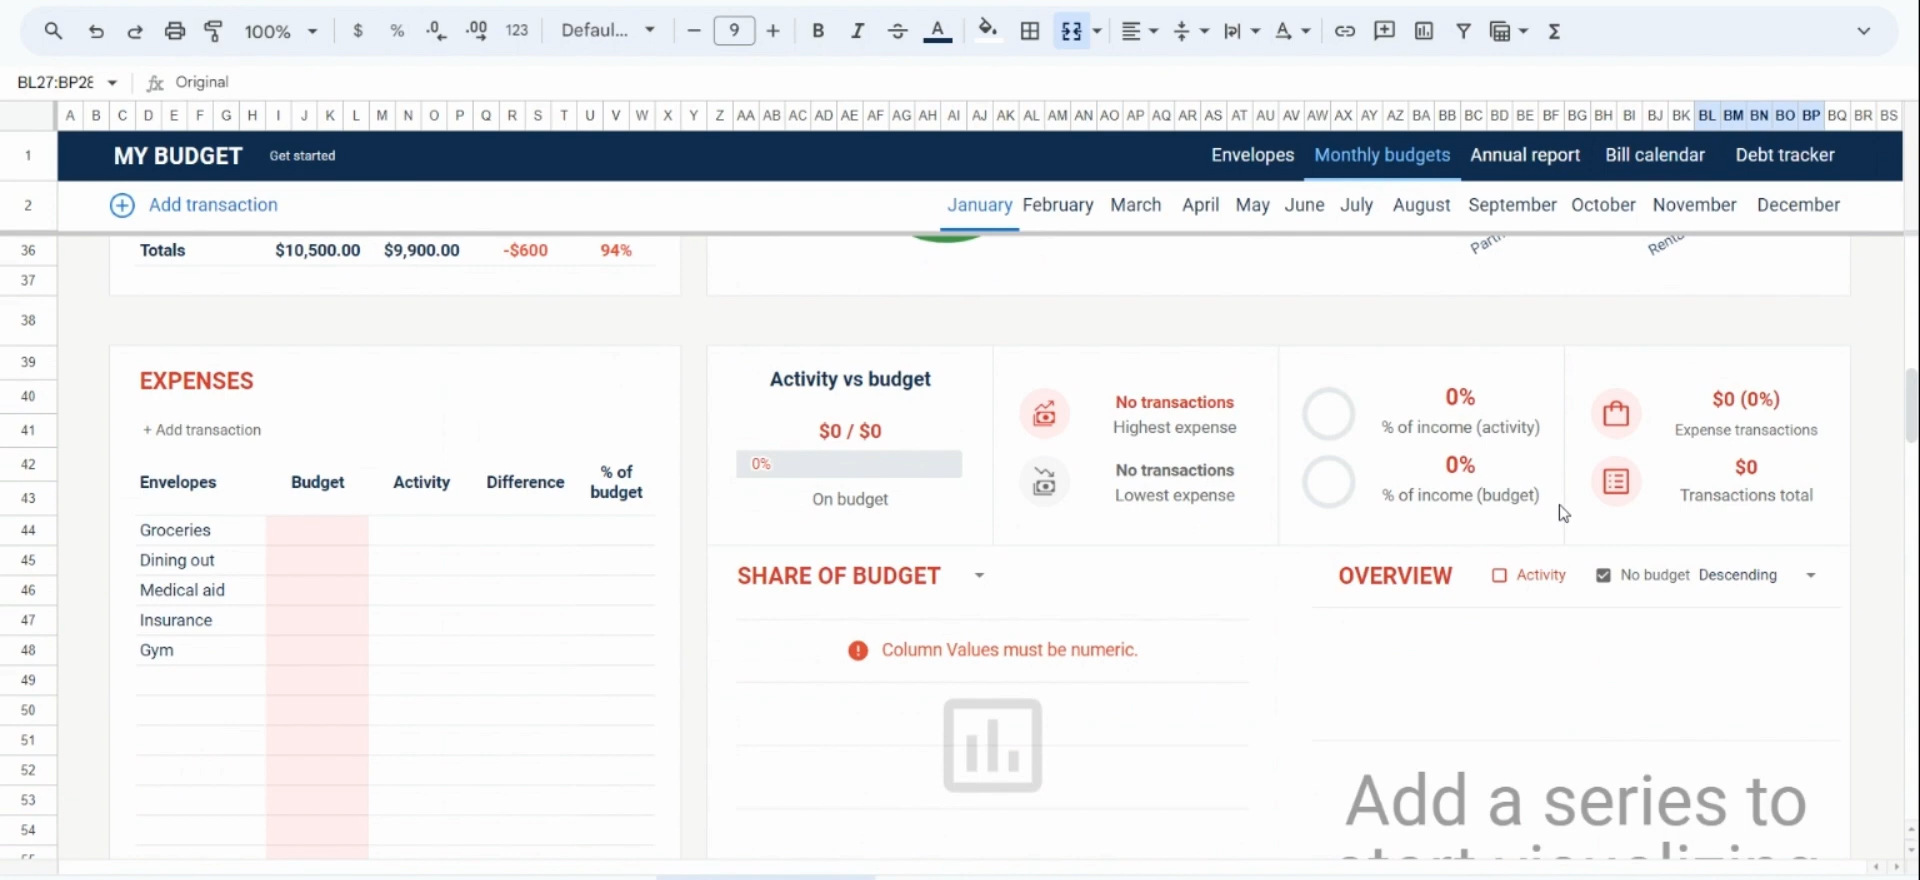 100% $ % .0 .00 123 Defaul... 9 B I A
BL27:BP28 fx Original
A B C D E F G H I J K L M N O P Q R S T U V W X Y Z AA AB AC AD AE AF AG AH AI AJ AK AL AM AN AO AP AQ AR AS AT AU AV AW AX AY AZ BA BB BC BD BE BF BG BH BI BJ BK BL BM BN BO BP BQ BR BS
1 MY BUDGET Get started Envelopes Monthly budgets Annual report Bill calendar Debt tracker
2 Add transaction January February March April May June July August September October November December
36 Totals $10,500.00 $9,900.00 -$600 94%
37
38
39
40
41
42
43
44
45
46
47
48
49
50
51
52
53
54
EXPENSES
+ Add transaction
Envelopes Budget Activity Difference % of
budget
Groceries
Dining out
Medical aid
Insurance
Gym
Activity vs budget
$0 / $0
0%
On budget
No transactions
Highest expense
No transactions
Lowest expense
0%
% of income (activity)
0%
% of income (budget)
$0 (0%)
Expense transactions
$0
Transactions total
SHARE OF BUDGET
Column Values must be numeric.
OVERVIEW Activity No budget Descending
Add a series to
start visualizing